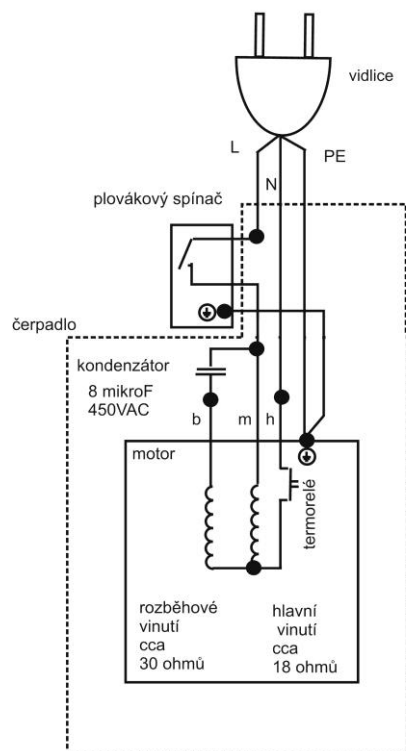 vidlice
L
PE
N
plovákový spínač
čerpadlo
kondenzátor
8 mikroF
450VAC
b
m
h
motor
termorelé
rozběhové
vinutí
cca
30 ohmů
hlavní
vinutí
cca
18 ohmů